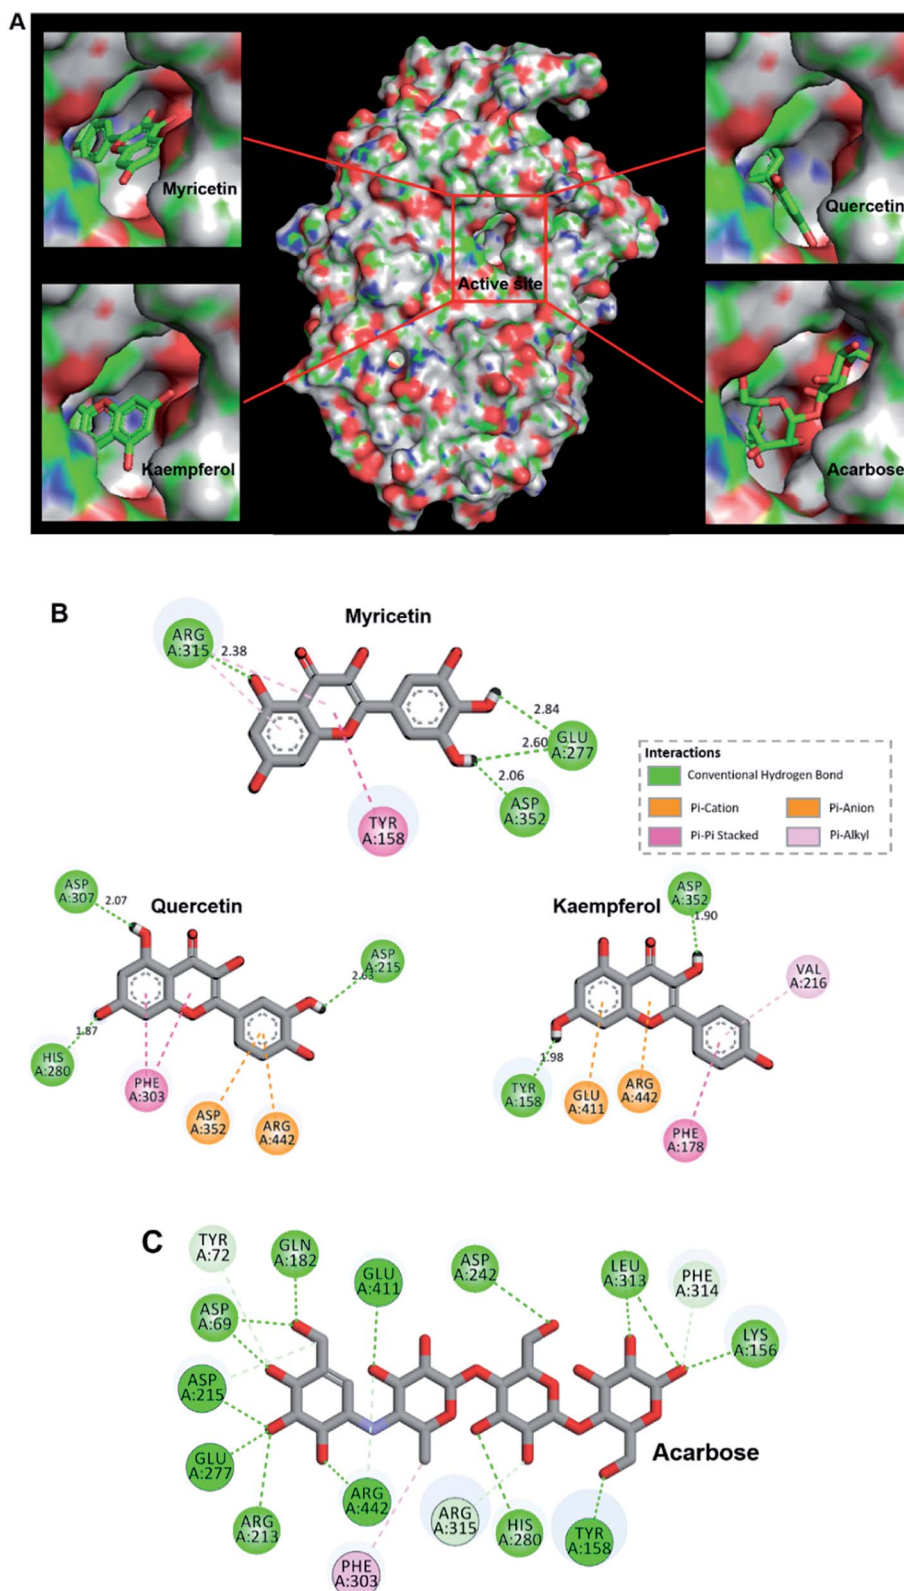 A
Myricetin
Quercetin
Active site
Kaempferol
Acarbose
B
Myricetin
ARG
A:315
2.38
2.84
GLU
A:277
2.60
2.06
ASP
A:352
TYR
A:158
Interactions
Conventional Hydrogen Bond
Pi-Cation
Pi-Anion
Pi-Pi Stacked
Pi-Alkyl
Quercetin
ASP
A:307
2.07
ASP
A:215
2.63
1.87
HIS
A:280
PHE
A:303
ASP
A:352
ARG
A:442
Kaempferol
ASP
A:352
1.90
VAL
A:216
1.98
TYR
A:158
GLU
A:411
ARG
A:442
PHE
A:178
C
TYR
A:72
GLN
A:182
GLU
A:411
ASP
A:242
LEU
A:313
PHE
A:314
ASP
A:69
LYS
A:156
ASP
A:215
Acarbose
GLU
A:277
ARG
A:442
ARG
A:213
ARG
A:315
HIS
A:280
TYR
A:158
PHE
A:303